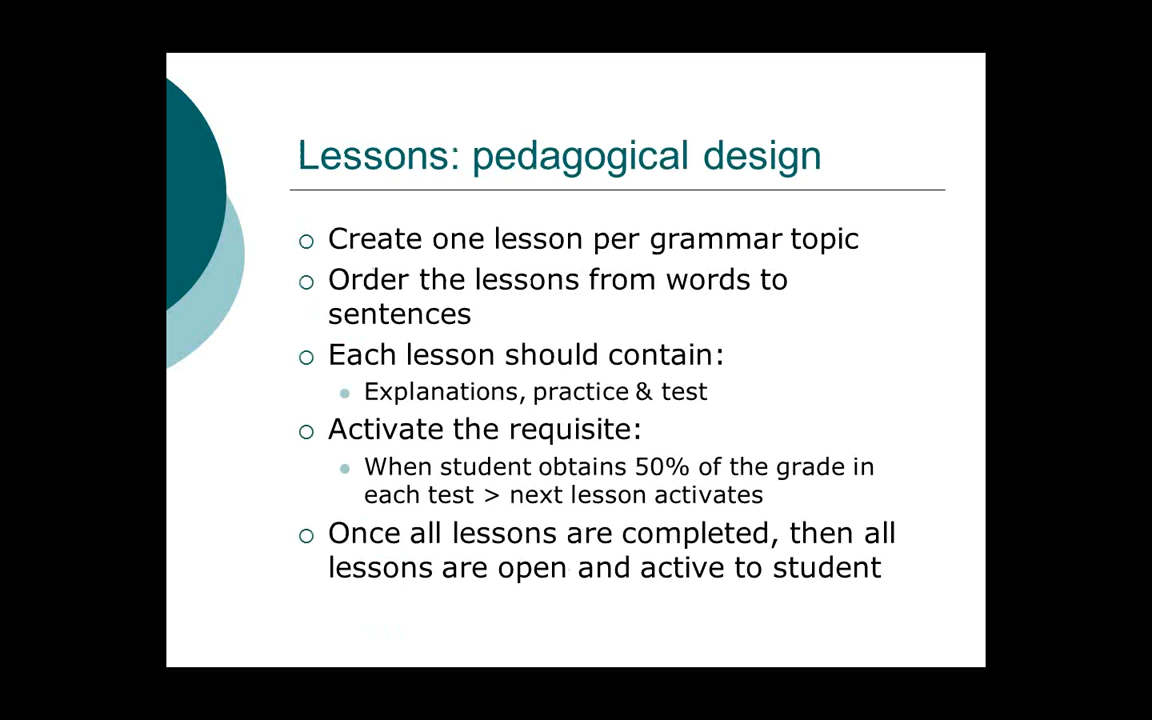 Lessons: pedagogical design
Create one lesson per grammar topic
Order the lessons from words to
sentences
Each lesson should contain:
Explanations, practice & test
Activate the requisite:
When student obtains 50% of the grade in
each test > next lesson activates
Once all lessons are completed, then all
lessons are open and active to student